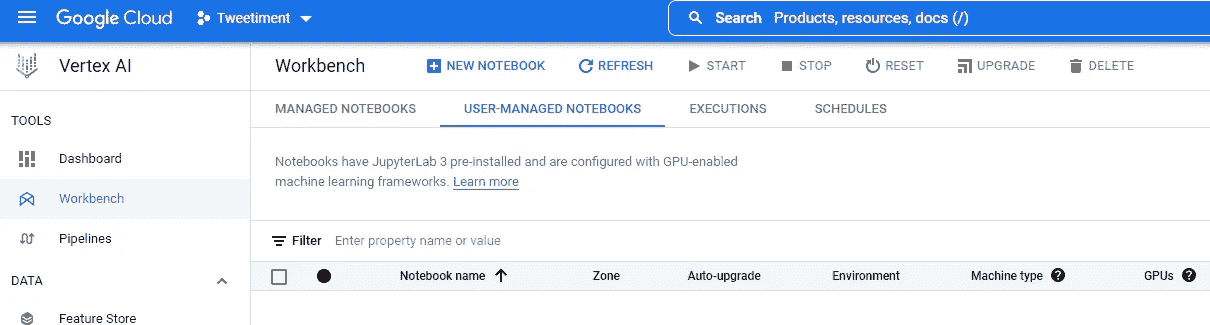 Google Cloud Tweetiment Search Products, resources, docs (/)
Vertex AI
Workbench NEW NOTEBOOK REFRESH START STOP RESET UPGRADE DELETE
MANAGED NOTEBOOKS USER-MANAGED NOTEBOOKS EXECUTIONS SCHEDULES
TOOLS
Dashboard
Workbench
Pipelines
DATA
Feature Store
Notebooks have JupyterLab 3 pre-installed and are configured with GPU-enabled
machine learning frameworks. Learn more
Filter Enter property name or value
Notebook name Zone Auto-upgrade Environment Machine type ? GPUs ?